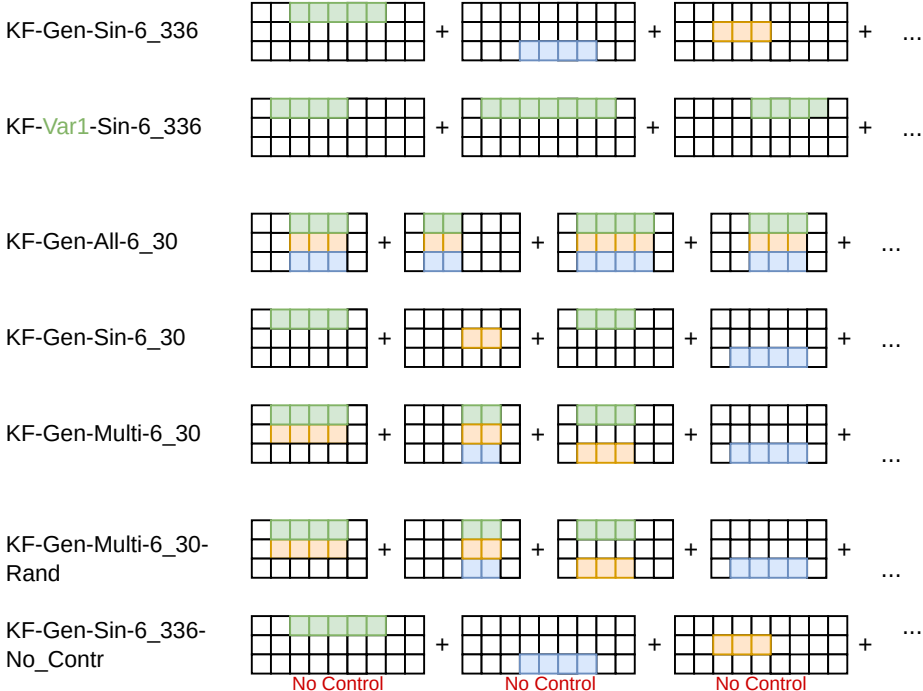 KF-Gen-Sin-6_336 + + + ...
KF-Var1-Sin-6_336 + + + ...
KF-Gen-All-6_30 + + + + ...
KF-Gen-Sin-6_30 + + + + ...
KF-Gen-Multi-6_30 + + + + ...
KF-Gen-Multi-6_30-
Rand + + + + ...
KF-Gen-Sin-6_336-
No_Contr + + + ...
No Control No Control No Control